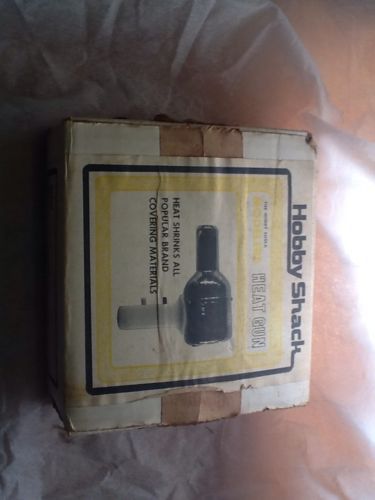 Hobby Shack
HEAT GUN
HEAT SHRINKS ALL
POPULAR BRAND
COVERING MATERIALS